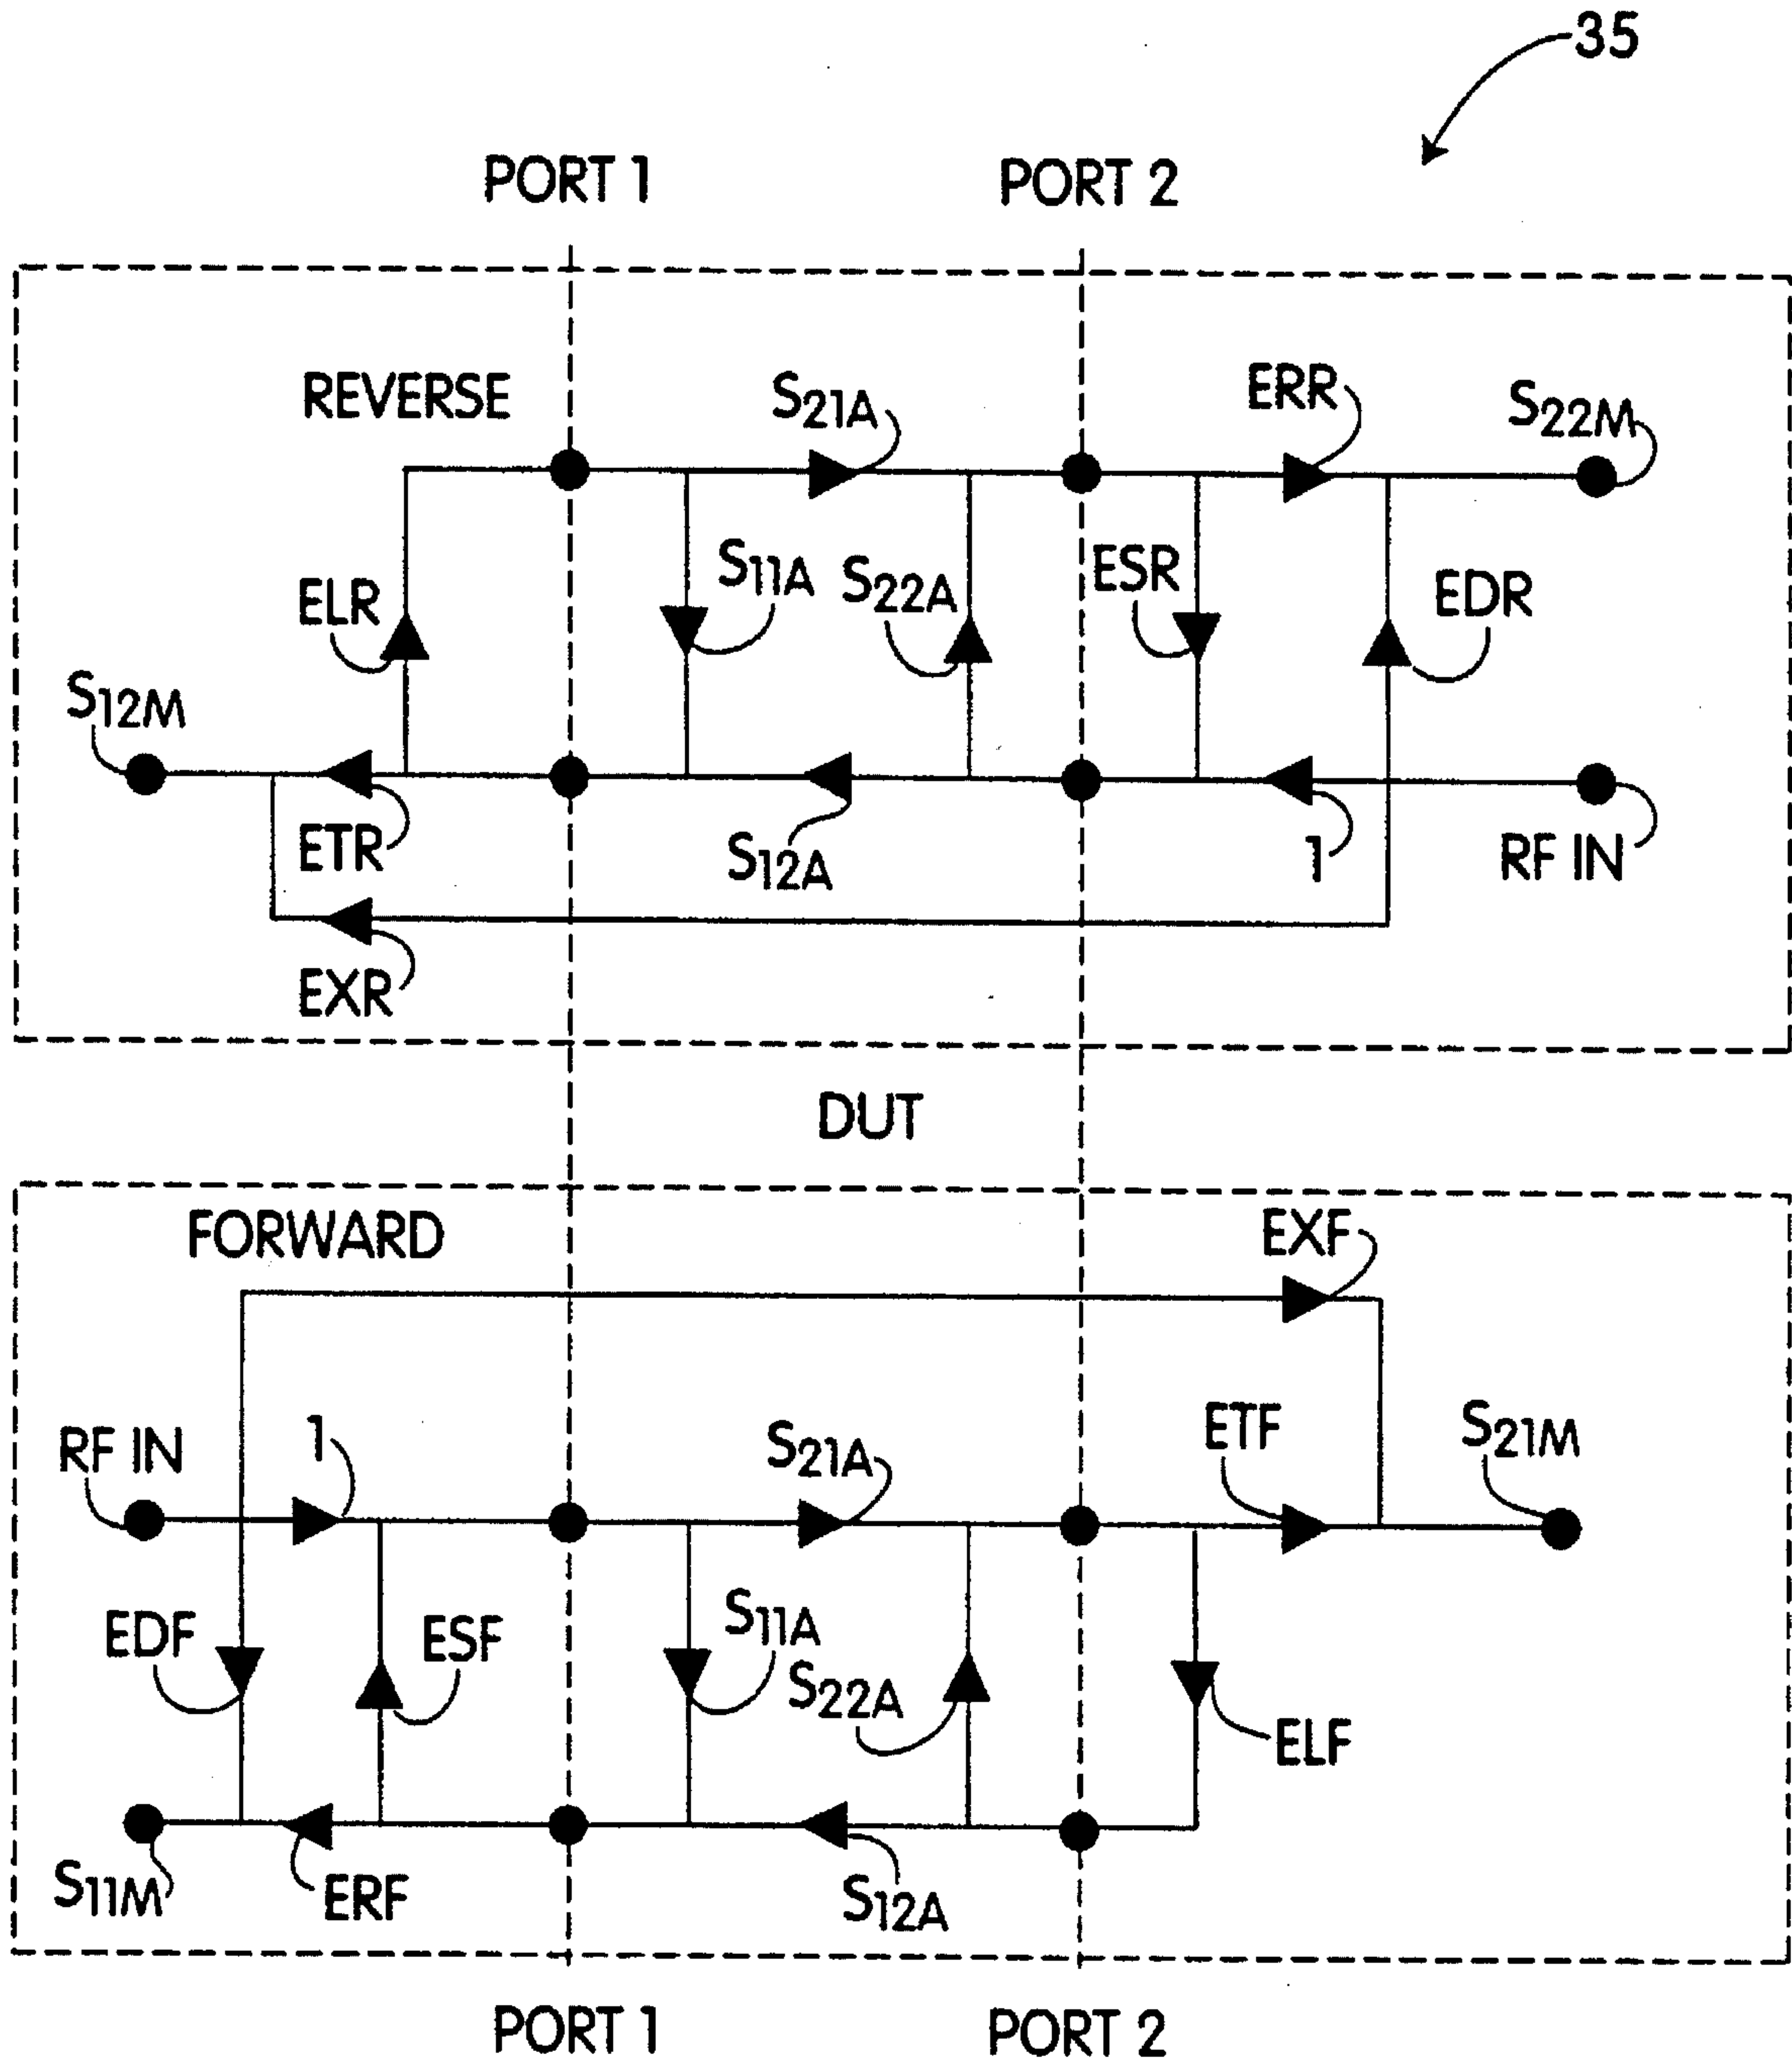 35
PORT 1
PORT 2
REVERSE
S21A
ERR
S22M
ELR
S11A
S22A
ESR
EDR
S12M
ETR
S12A
1
RF IN
EXR
DUT
FORWARD
EXF
RF IN
1
S21A
ETF
S21M
EDF
ESF
S11A
S22A
ELF
S11M
ERF
S12A
PORT 1
PORT 2